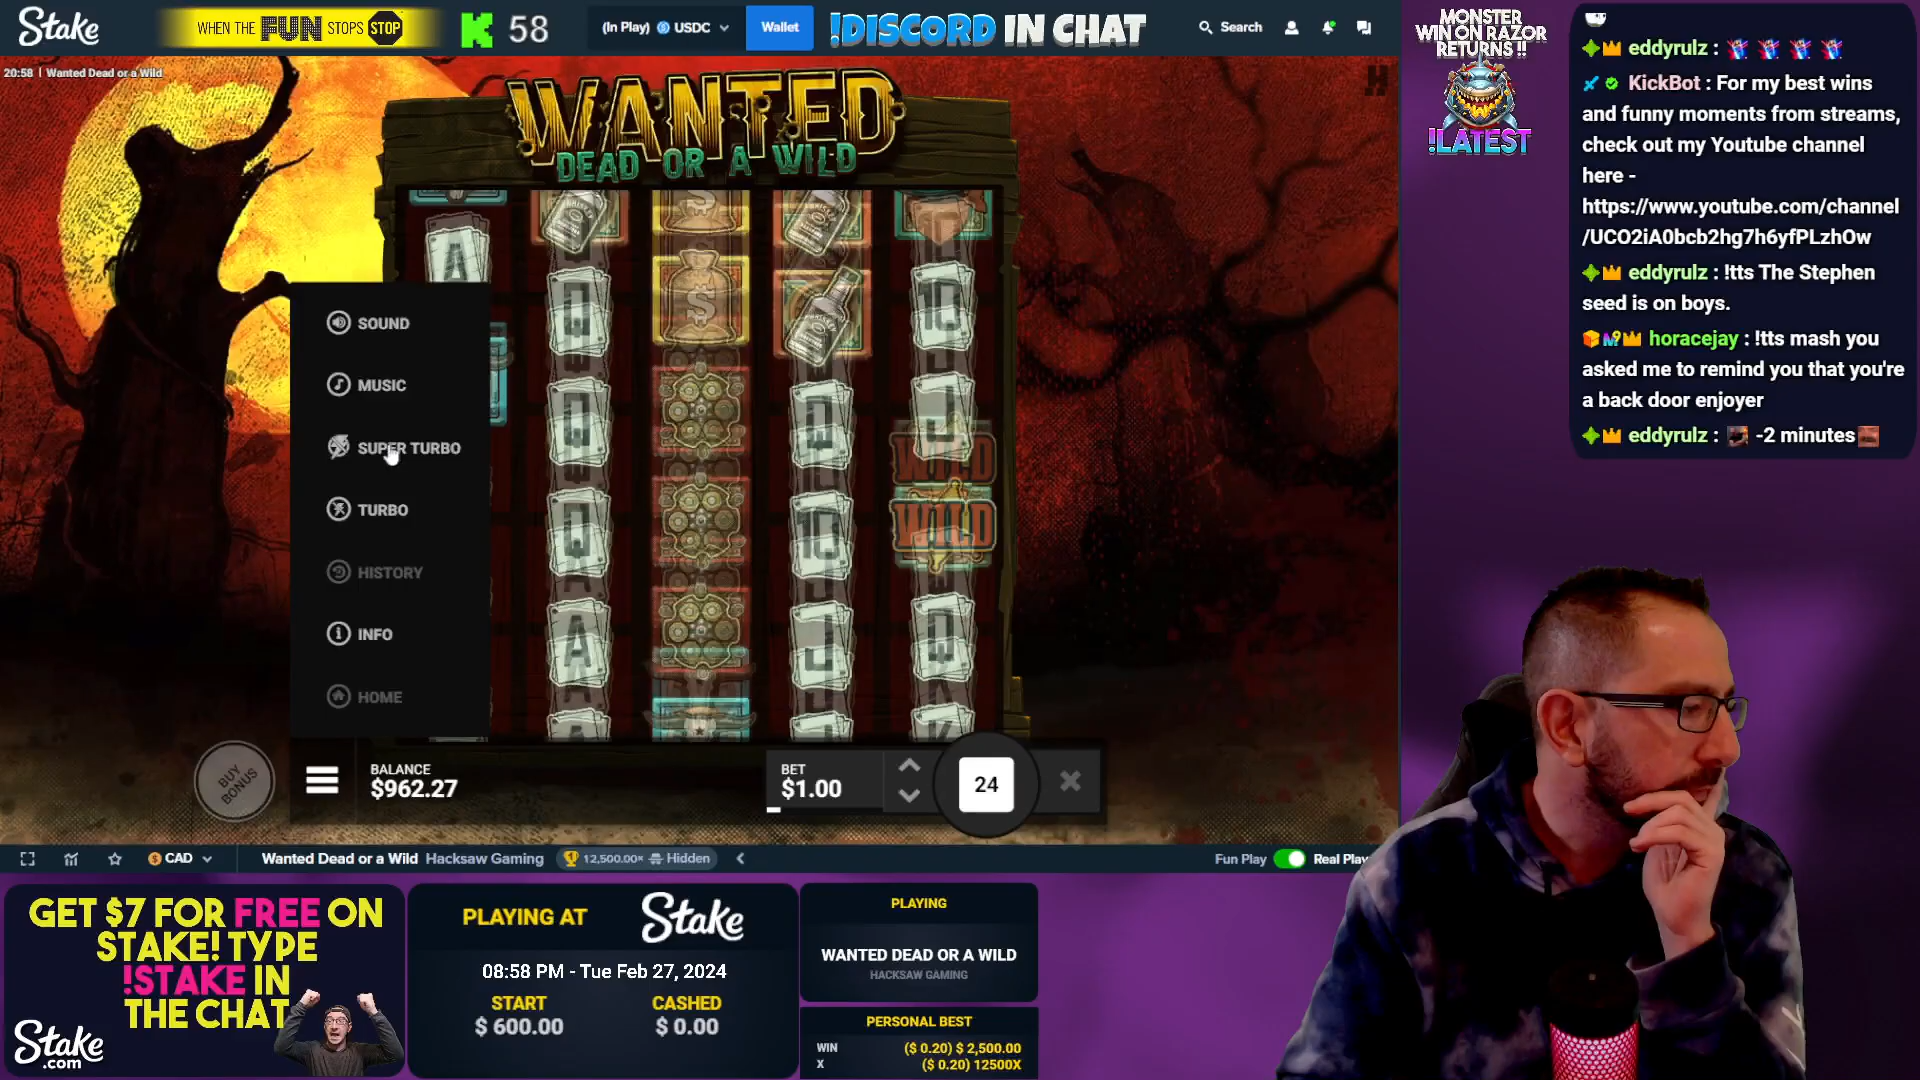 Stake
WHEN THE FUN STOPS STOP
58
(In Play) USDC
Wallet
!DISCORD IN CHAT
Search
20:58 | Wanted Dead or a Wild
WANTED
DEAD OR A WILD
SOUND
MUSIC
SUPER TURBO
TURBO
HISTORY
INFO
HOME
A
Q
Q
Q
A
10
J
Q
10
J
Q
WILD
WILD
BUY BONUS
BALANCE
$962.27
BET
$1.00
24
CAD
Wanted Dead or a Wild Hacksaw Gaming
12,500.00× Hidden
Fun Play
Real Play
GET $7 FOR FREE ON
STAKE! TYPE
!STAKE IN
THE CHAT
Stake
.com
PLAYING AT Stake
08:58 PM - Tue Feb 27, 2024
START
$ 600.00
CASHED
$ 0.00
PLAYING
WANTED DEAD OR A WILD
HACKSAW GAMING
PERSONAL BEST
WIN ($ 0.20) $ 2,500.00
X ($ 0.20) 12500X
MONSTER
WIN ON RAZOR
RETURNS !!
!LATEST
eddyrulz :
KickBot : For my best wins
and funny moments from streams,
check out my Youtube channel
here -
https://www.youtube.com/channel
/UCO2iA0bcb2hg7h6yfPLzhOw
eddyrulz : !tts The Stephen
seed is on boys.
horacejay : !tts mash you
asked me to remind you that you're
a back door enjoyer
eddyrulz : -2 minutes